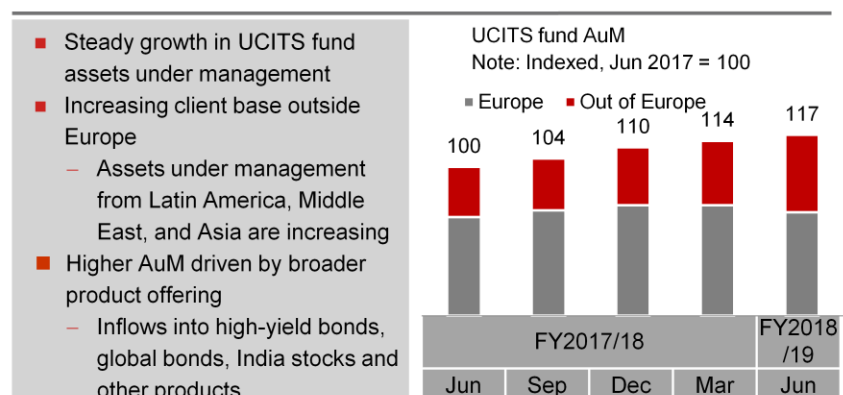 ■ Steady growth in UCITS fund
assets under management
■ Increasing client base outside
Europe
– Assets under management
from Latin America, Middle
East, and Asia are increasing
■ Higher AuM driven by broader
product offering
– Inflows into high-yield bonds,
global bonds, India stocks and
other products
UCITS fund AuM
Note: Indexed, Jun 2017 = 100
■ Europe ■ Out of Europe
100 104 110 114 117
FY2017/18 FY2018
/19
Jun Sep Dec Mar Jun